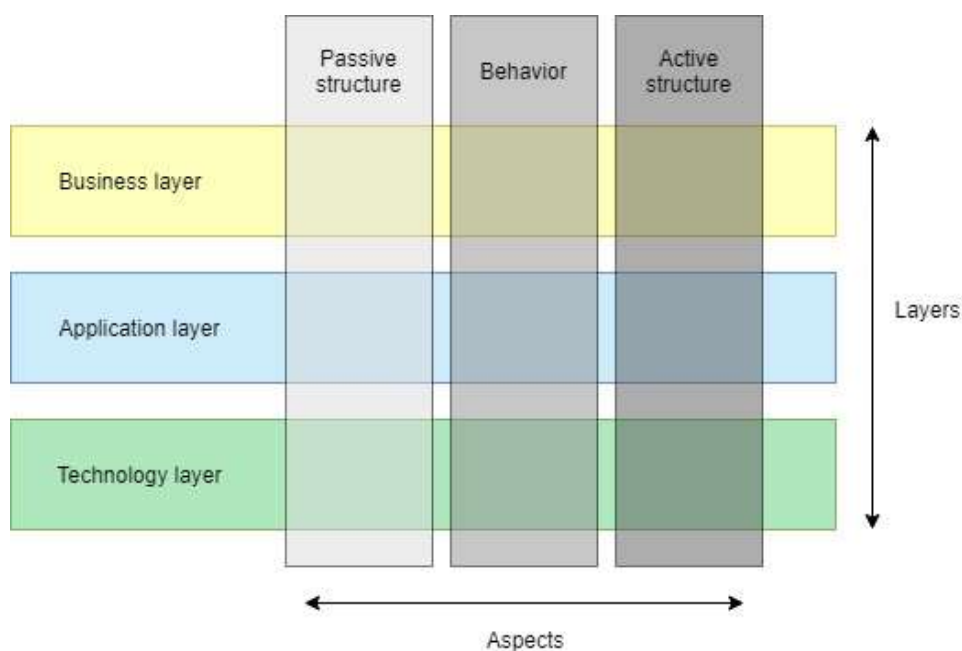 Passive
structure
Behavior
Active
structure
Business layer
Application layer
Layers
Technology layer
Aspects